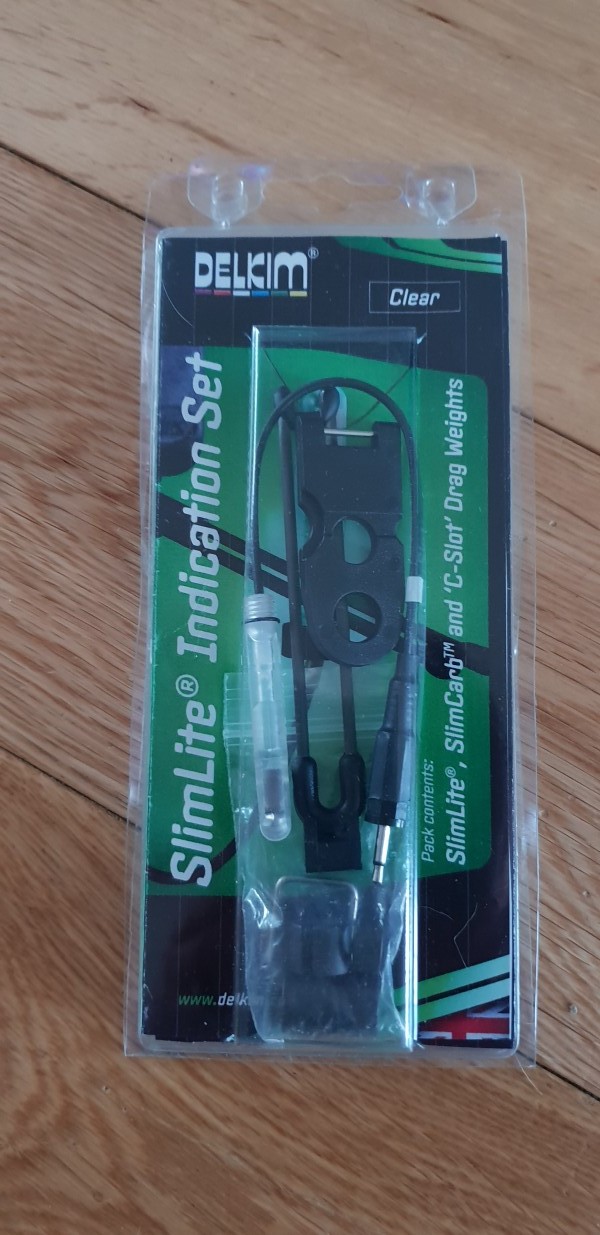 DELKIM®
Clear
SlimLite® Indication Set
Pack contents:
SlimLite®, SlimCarb™ and 'C-Slot' Drag Weights